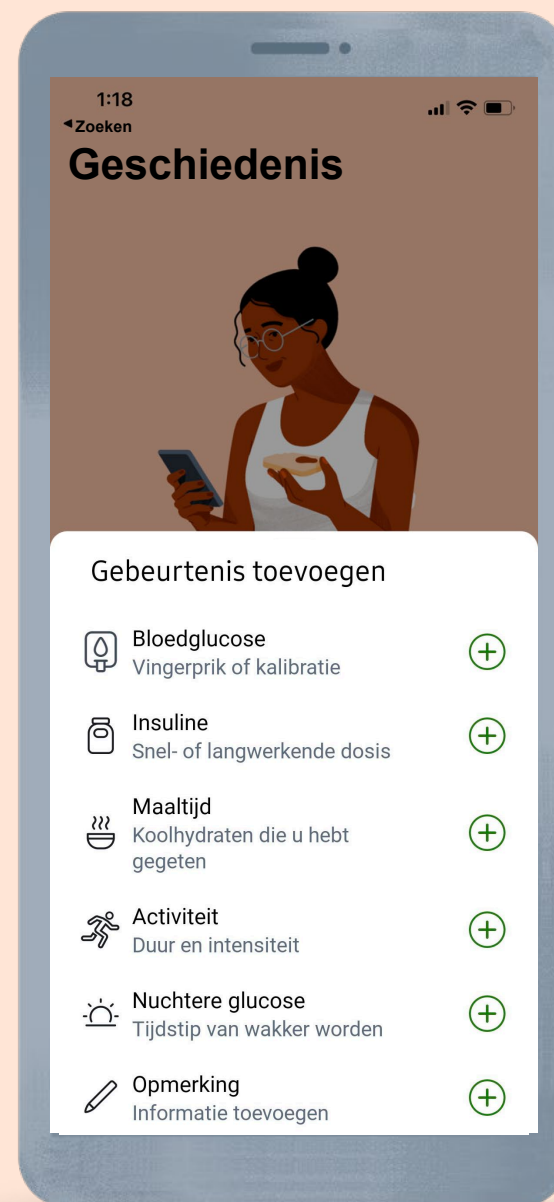 1:18
Zoeken
Geschiedenis
Gebeurtenis toevoegen
Bloedglucose
Vingerprik of kalibratie
Insuline
Snel- of langwerkende dosis
Maaltijd
Koolhydraten die u hebt
gegeten
Activiteit
Duur en intensiteit
Nuchtere glucose
Tijdstip van wakker worden
Opmerking
Informatie toevoegen